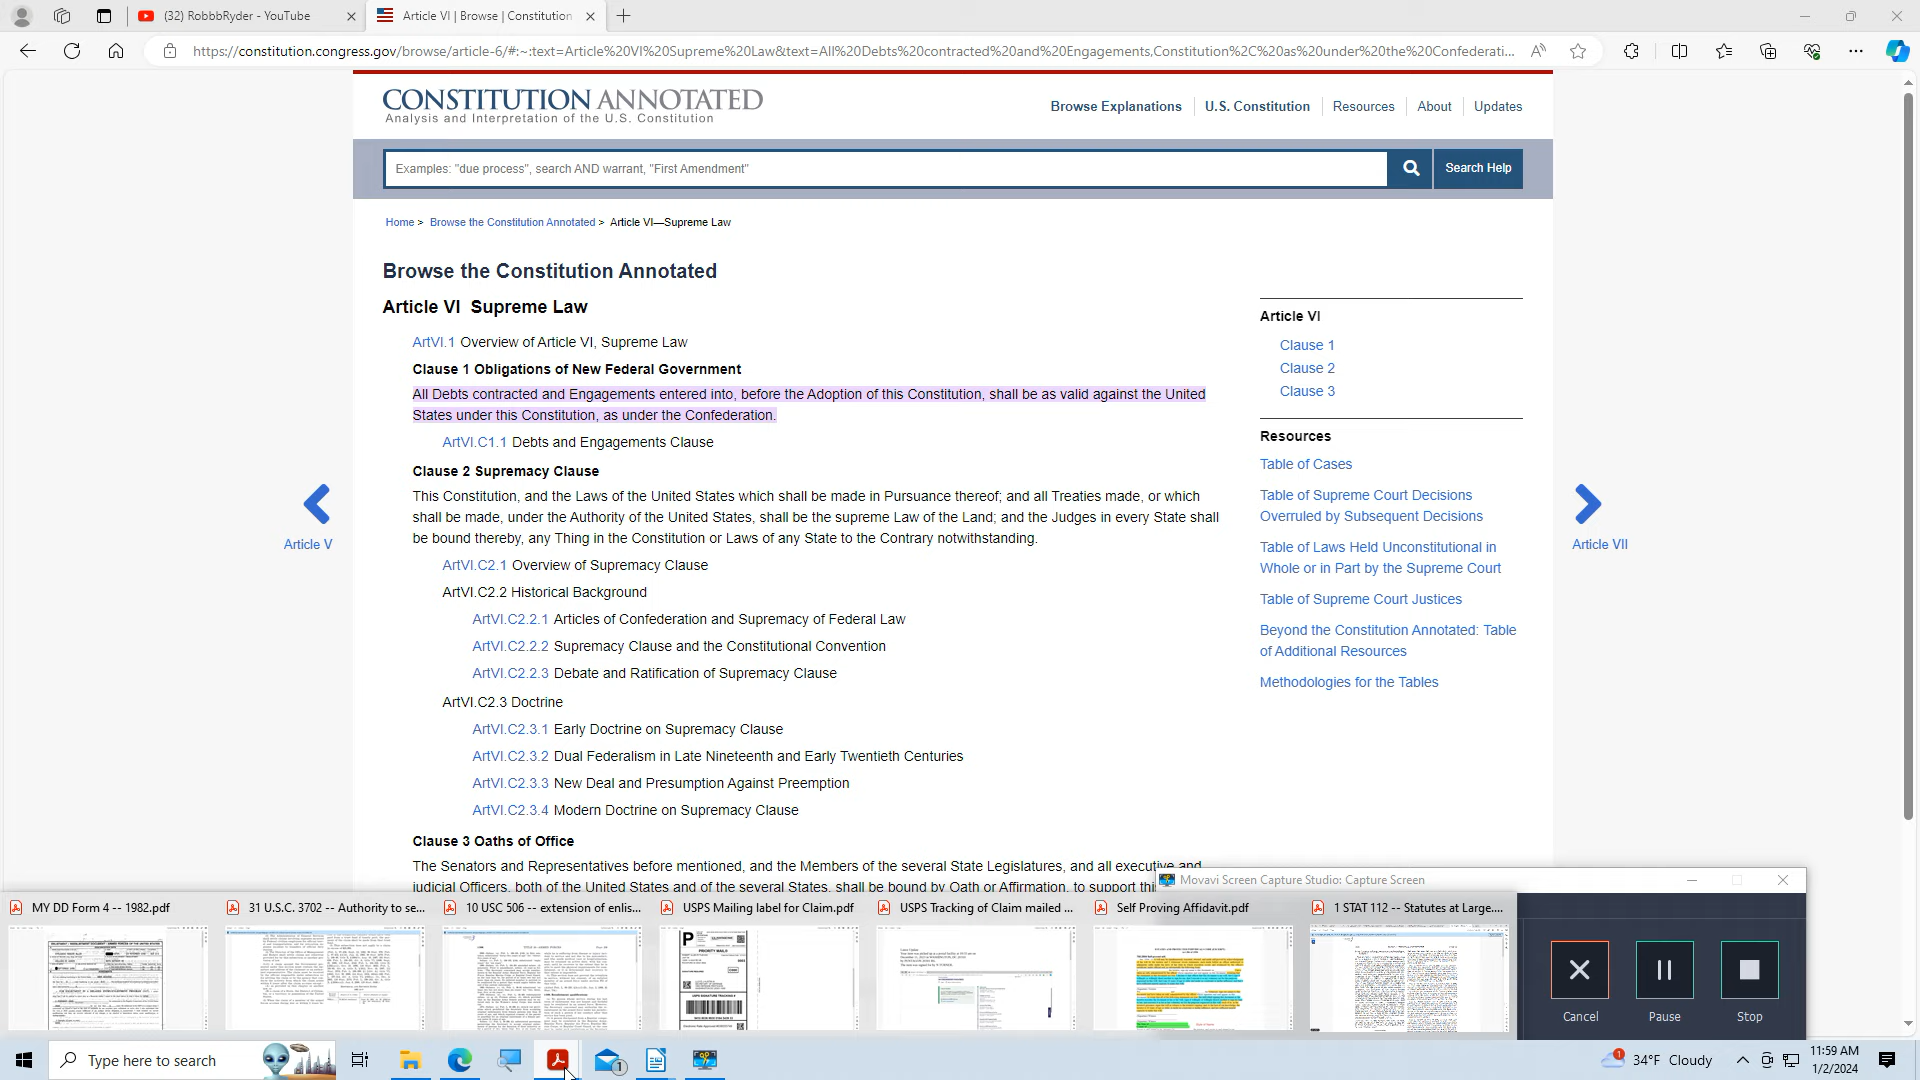 (32) RobbbRyder - YouTube
Article VI | Browse | Constitution
https://constitution.congress.gov/browse/article-6/#:~:text=Article%20VI%20Supreme%20Law&text=All%20Debts%20contracted%20and%20Engagements,Constitution%2C%20as%20under%20the%20Confederati...
CONSTITUTION ANNOTATED
Analysis and Interpretation of the U.S. Constitution
Browse Explanations
U.S. Constitution
Resources
About
Updates
Examples: "due process", search AND warrant, "First Amendment"
Search Help
Home > Browse the Constitution Annotated > Article VI—Supreme Law
Browse the Constitution Annotated
Article VI Supreme Law
ArtVI.1 Overview of Article VI, Supreme Law
Clause 1 Obligations of New Federal Government
All Debts contracted and Engagements entered into, before the Adoption of this Constitution, shall be as valid against the United
States under this Constitution, as under the Confederation.
ArtVI.C1.1 Debts and Engagements Clause
Clause 2 Supremacy Clause
This Constitution, and the Laws of the United States which shall be made in Pursuance thereof; and all Treaties made, or which
shall be made, under the Authority of the United States, shall be the supreme Law of the Land; and the Judges in every State shall
be bound thereby, any Thing in the Constitution or Laws of any State to the Contrary notwithstanding.
ArtVI.C2.1 Overview of Supremacy Clause
ArtVI.C2.2 Historical Background
ArtVI.C2.2.1 Articles of Confederation and Supremacy of Federal Law
ArtVI.C2.2.2 Supremacy Clause and the Constitutional Convention
ArtVI.C2.2.3 Debate and Ratification of Supremacy Clause
ArtVI.C2.3 Doctrine
ArtVI.C2.3.1 Early Doctrine on Supremacy Clause
ArtVI.C2.3.2 Dual Federalism in Late Nineteenth and Early Twentieth Centuries
ArtVI.C2.3.3 New Deal and Presumption Against Preemption
ArtVI.C2.3.4 Modern Doctrine on Supremacy Clause
Clause 3 Oaths of Office
The Senators and Representatives before mentioned, and the Members of the several State Legislatures, and all executive and
judicial Officers, both of the United States and of the several States, shall be bound by Oath or Affirmation, to support thi
Article V
Article VI
Clause 1
Clause 2
Clause 3
Resources
Table of Cases
Table of Supreme Court Decisions
Overruled by Subsequent Decisions
Table of Laws Held Unconstitutional in
Whole or in Part by the Supreme Court
Table of Supreme Court Justices
Beyond the Constitution Annotated: Table
of Additional Resources
Methodologies for the Tables
Article VII
Movavi Screen Capture Studio: Capture Screen
Cancel
Pause
Stop
MY DD Form 4 -- 1982.pdf
31 U.S.C. 3702 -- Authority to se...
10 USC 506 -- extension of enlis...
USPS Mailing label for Claim.pdf
USPS Tracking of Claim mailed ...
Self Proving Affidavit.pdf
1 STAT 112 -- Statutes at Large....
P
Type here to search
1
1
34°F Cloudy
11:59 AM
1/2/2024